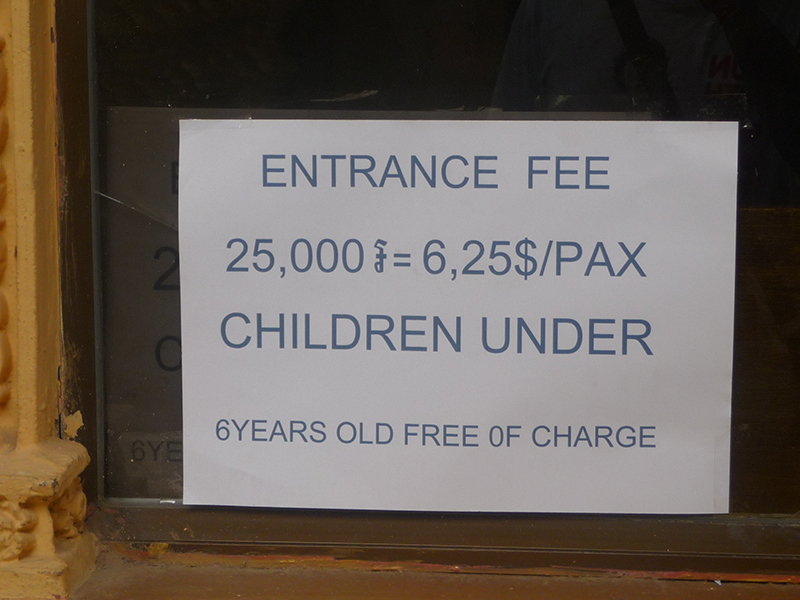 ENTRANCE FEE
25,000 ៛= 6,25$/PAX
CHILDREN UNDER
6YEARS OLD FREE 0F CHARGE